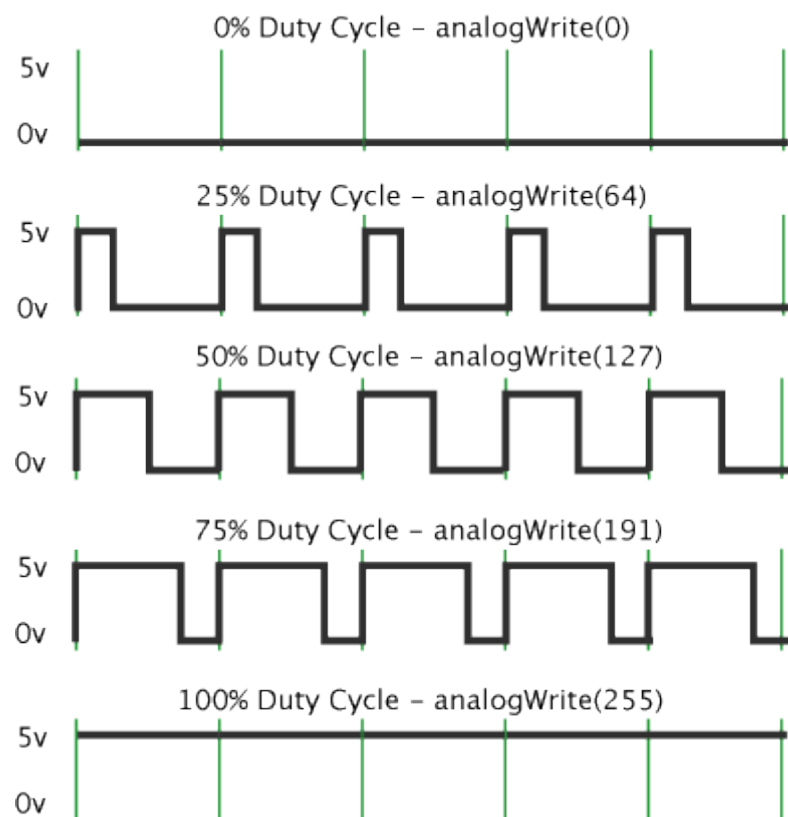 0% Duty Cycle – analogWrite(0)
5v
0v
25% Duty Cycle – analogWrite(64)
5v
0v
50% Duty Cycle – analogWrite(127)
5v
0v
75% Duty Cycle – analogWrite(191)
5v
0v
100% Duty Cycle – analogWrite(255)
5v
0v